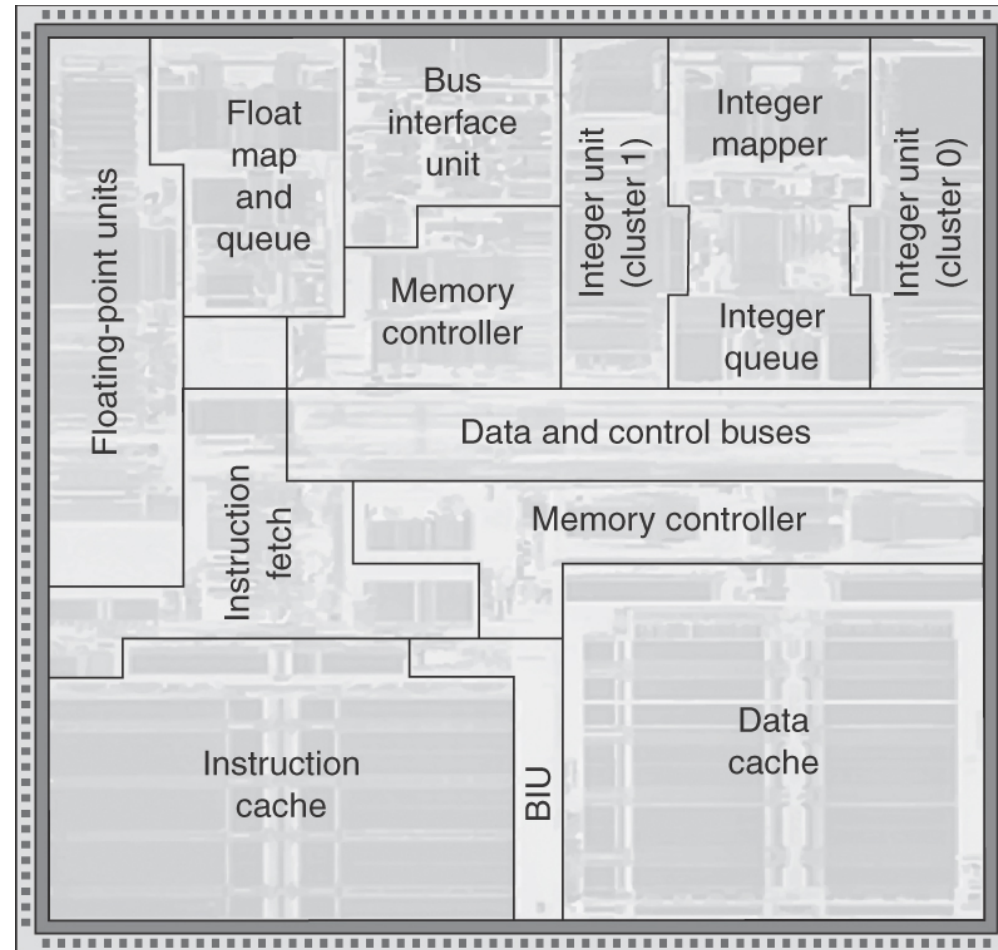 Floating-point units
Float
map
and
queue
Bus
interface
unit
Memory
controller
Integer unit
(cluster 1)
Integer
mapper
Integer
queue
Integer unit
(cluster 0)
Data and control buses
Instruction
fetch
Memory controller
Instruction
cache
BIU
Data
cache